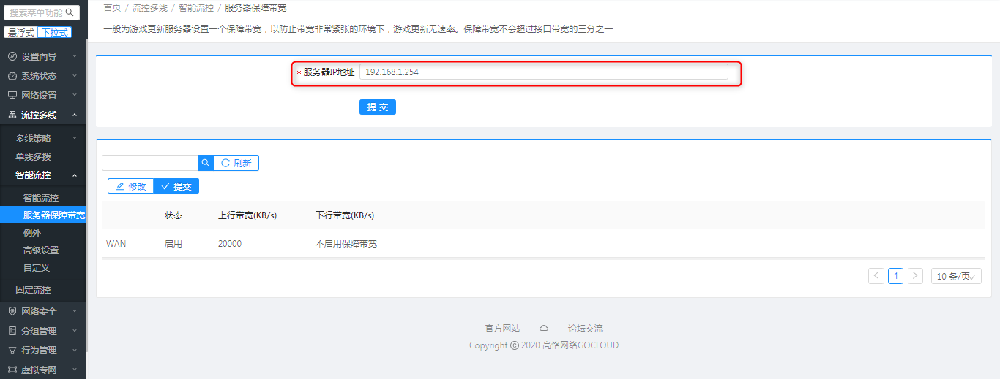 搜索菜单功能
悬浮式 下拉式
设置向导
系统状态
网络设置
流控多线
多线策略
单线多拨
智能流控
智能流控
服务器保障带宽
例外
高级设置
自定义
固定流控
网络安全
分组管理
行为管理
虚拟专网
首页 / 流控多线 / 智能流控 / 服务器保障带宽
一般为游戏更新服务器设置一个保障带宽，以防止带宽非常紧张的环境下，游戏更新无速率。保障带宽不会超过接口带宽的三分之一
* 服务器IP地址 192.168.1.254
提 交
刷新
修改 提交
状态 上行带宽(KB/s) 下行带宽(KB/s)
WAN 启用 20000 不启用保障带宽
< 1 > 10 条/页
官方网站 论坛交流
Copyright © 2020 高恪网络GOCLOUD